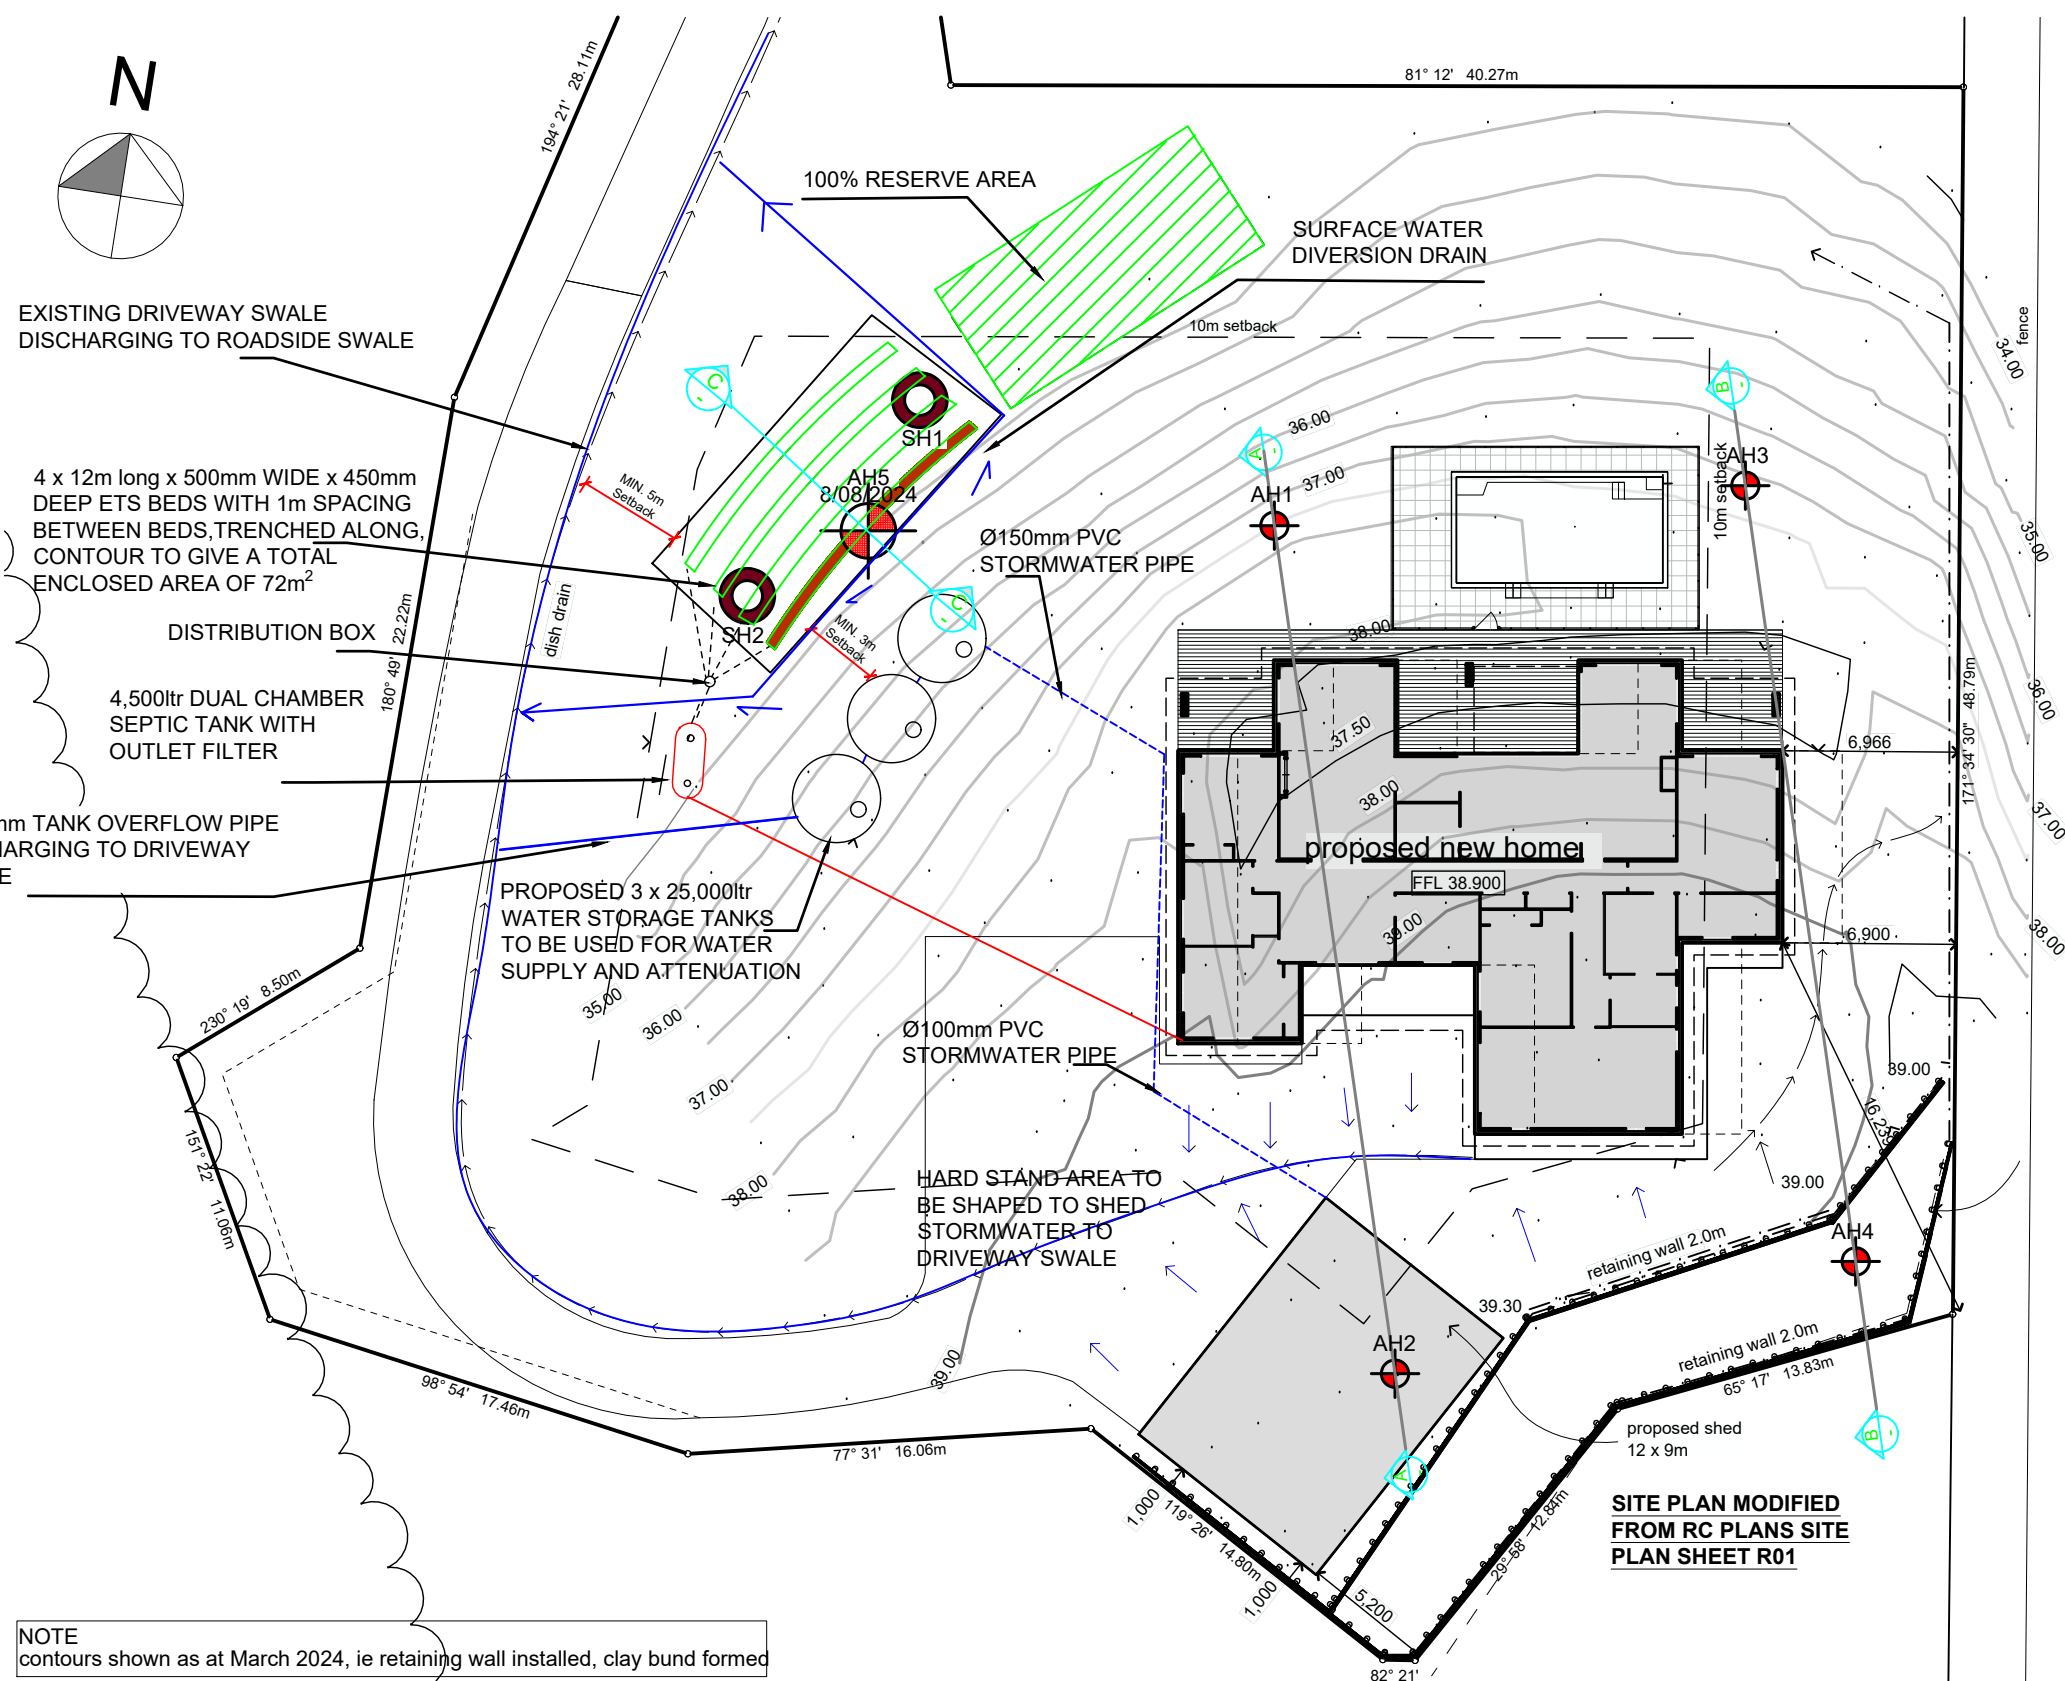 N
194° 21' 28.11m
81° 12' 40.27m
100% RESERVE AREA
SURFACE WATER
DIVERSION DRAIN
10m setback
fence
34.00
EXISTING DRIVEWAY SWALE
DISCHARGING TO ROADSIDE SWALE
C
-
B
-
A
-
36.00
37.00
SH1
AH5
8/08/2024
AH1
AH3
10m setback
MIN. 5m
Setback
4 x 12m long x 500mm WIDE x 450mm
DEEP ETS BEDS WITH 1m SPACING
BETWEEN BEDS,TRENCHED ALONG,
CONTOUR TO GIVE A TOTAL
ENCLOSED AREA OF 72m²
Ø150mm PVC
STORMWATER PIPE
35.00
C
-
dish drain
SH2
MIN. 3m
Setback
38.00
DISTRIBUTION BOX
180° 49' 22.22m
4,500ltr DUAL CHAMBER
SEPTIC TANK WITH
OUTLET FILTER
37.50
36.00
171° 34' 30" 48.79m
6,966
38.00
37.00
mm TANK OVERFLOW PIPE
HARGING TO DRIVEWAY
E
proposed new home
FFL 38.900
39.00
6,900
38.00
PROPOSED 3 x 25,000ltr
WATER STORAGE TANKS
TO BE USED FOR WATER
SUPPLY AND ATTENUATION
230° 19' 8.50m
35.00
36.00
37.00
38.00
Ø100mm PVC
STORMWATER PIPE
39.00
16,239
151° 22' 11.06m
HARD STAND AREA TO
BE SHAPED TO SHED
STORMWATER TO
DRIVEWAY SWALE
39.00
AH4
retaining wall 2.0m
39.30
retaining wall 2.0m
65° 17' 13.83m
AH2
39.00
98° 54' 17.46m
77° 31' 16.06m
proposed shed
12 x 9m
B
-
A
1,000
119° 26' 14.80m
1,000
5,200
29° 58' 12.84m
82° 21'
SITE PLAN MODIFIED
FROM RC PLANS SITE
PLAN SHEET R01
NOTE
contours shown as at March 2024, ie retaining wall installed, clay bund formed